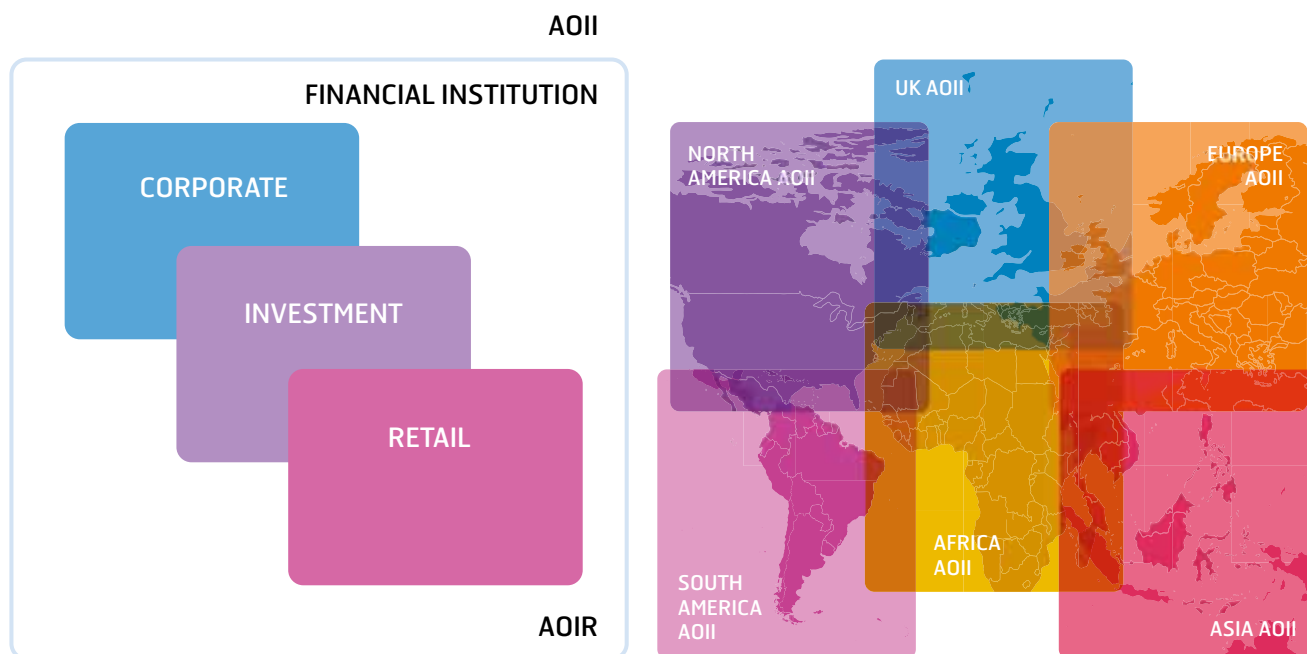 AOII
FINANCIAL INSTITUTION
CORPORATE
INVESTMENT
RETAIL
AOIR
UK AOII
NORTH
AMERICA AOII
EUROPE
AOII
AFRICA
AOII
SOUTH
AMERICA
AOII
ASIA AOII